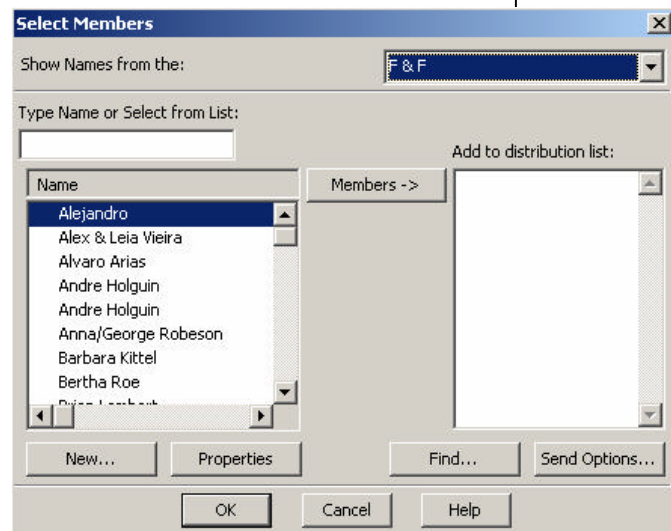 Select Members
Show Names from the: F & F
Type Name or Select from List:
Add to distribution list:
Name
Members ->
Alejandro
Alex & Leia Vieira
Alvaro Arias
Andre Holguin
Andre Holguin
Anna/George Robeson
Barbara Kittel
Bertha Roe
New... Properties Find... Send Options...
OK Cancel Help